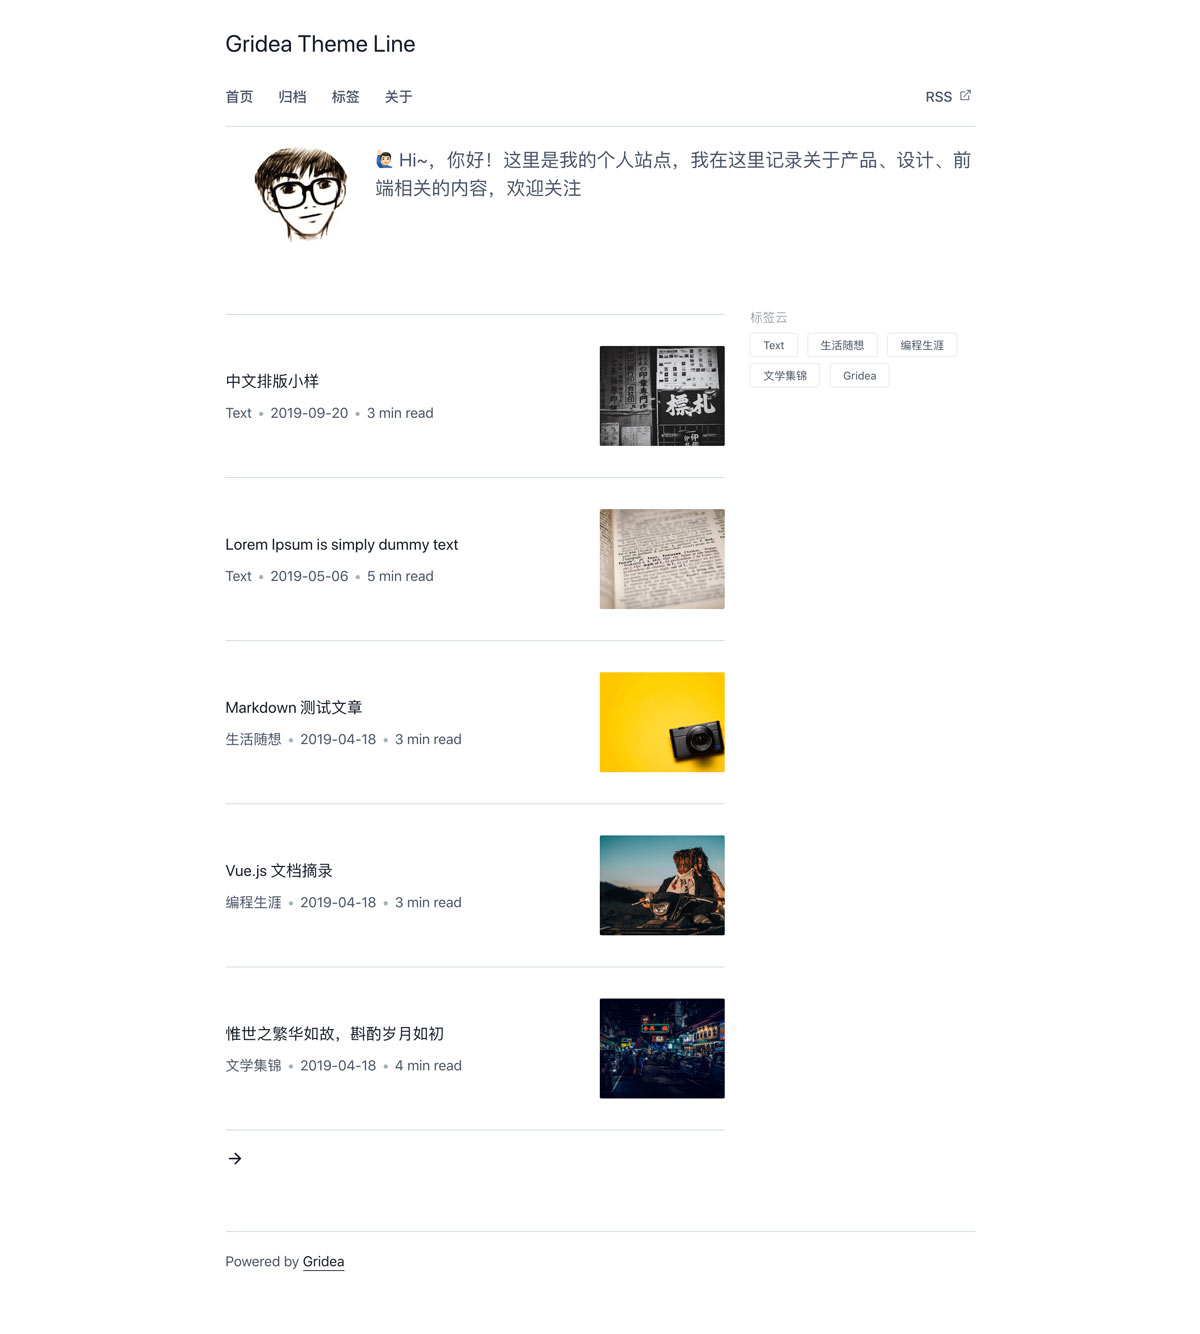 Gridea Theme Line
首页 归档 标签 关于 RSS
🙋🏻‍♂️ Hi~，你好！这里是我的个人站点，我在这里记录关于产品、设计、前
端相关的内容，欢迎关注
标签云
Text 生活随想 编程生涯
文学集锦 Gridea
中文排版小样
Text • 2019-09-20 • 3 min read
標札
Lorem Ipsum is simply dummy text
Text • 2019-05-06 • 5 min read
Markdown 测试文章
生活随想 • 2019-04-18 • 3 min read
Vue.js 文档摘录
编程生涯 • 2019-04-18 • 3 min read
惟世之繁华如故，斟酌岁月如初
文学集锦 • 2019-04-18 • 4 min read
Powered by Gridea